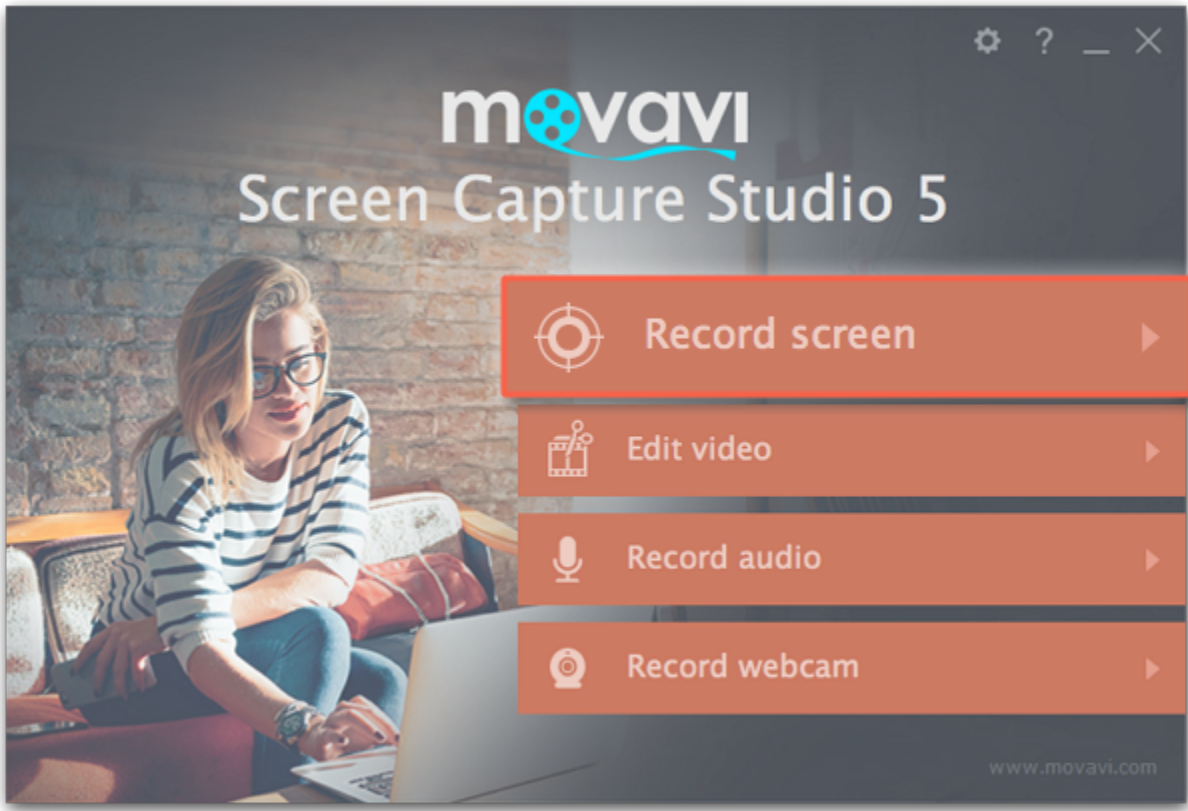 movavi
Screen Capture Studio 5
Record screen
Edit video
Record audio
Record webcam
www.movavi.com